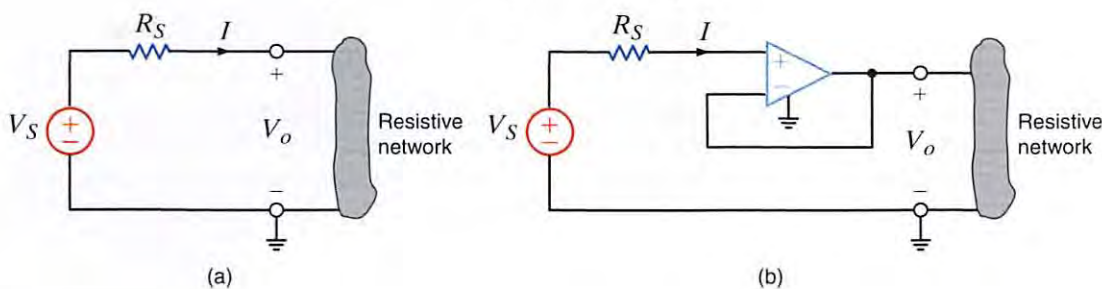 R_S
I
+
V_S
+
−
V_o
Resistive
network
−
(a)
R_S
I
+
−
+
V_S
+
−
V_o
Resistive
network
−
(b)